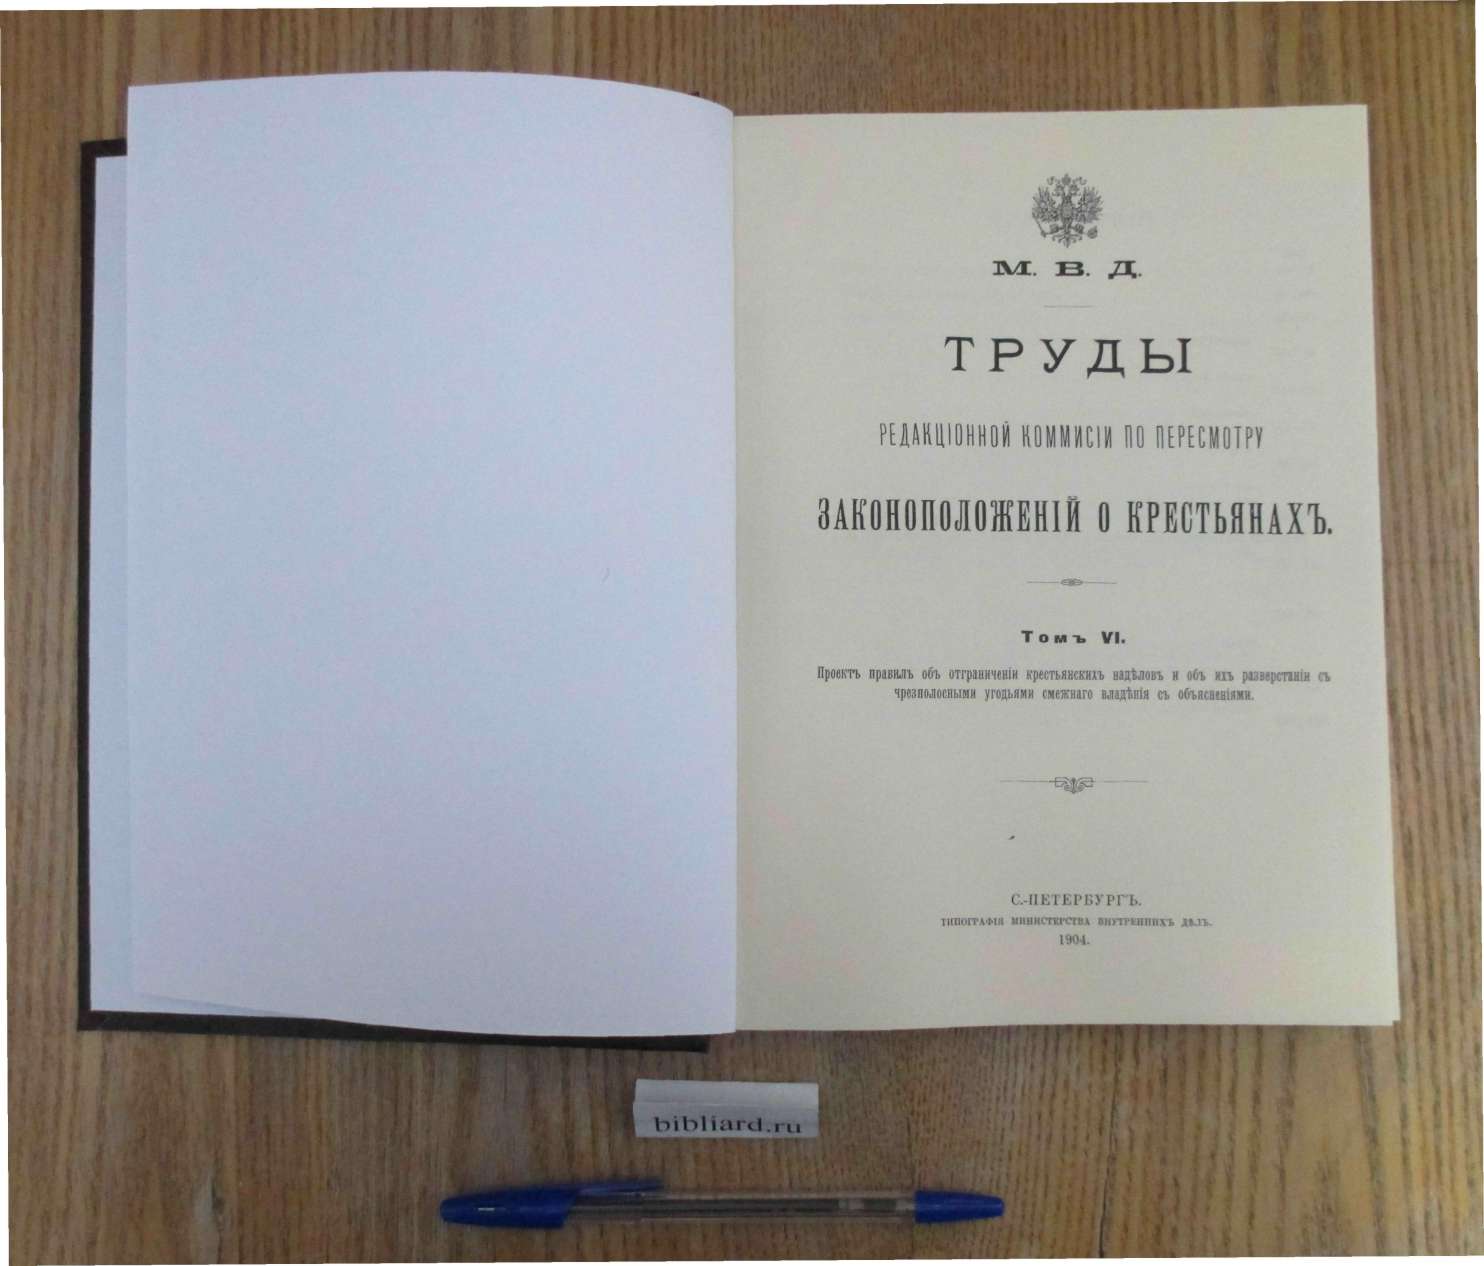 М. В. Д.
ТРУДЫ
РЕДАКЦІОННОЙ КОММИСІИ ПО ПЕРЕСМОТРУ
ЗАКОНОПОЛОЖЕНІЙ О КРЕСТЬЯНАХЪ.
Томъ VI.
Проектъ правилъ объ отграниченіи крестьянскихъ надѣловъ и объ ихъ разверстаніи съ
чрезполосными угодьями смежнаго владѣнія съ объясненіями.
С.-ПЕТЕРБУРГЪ.
ТИПОГРАФІЯ МИНИСТЕРСТВА ВНУТРЕННИХЪ ДѢЛЪ.
1904.
bibliard.ru